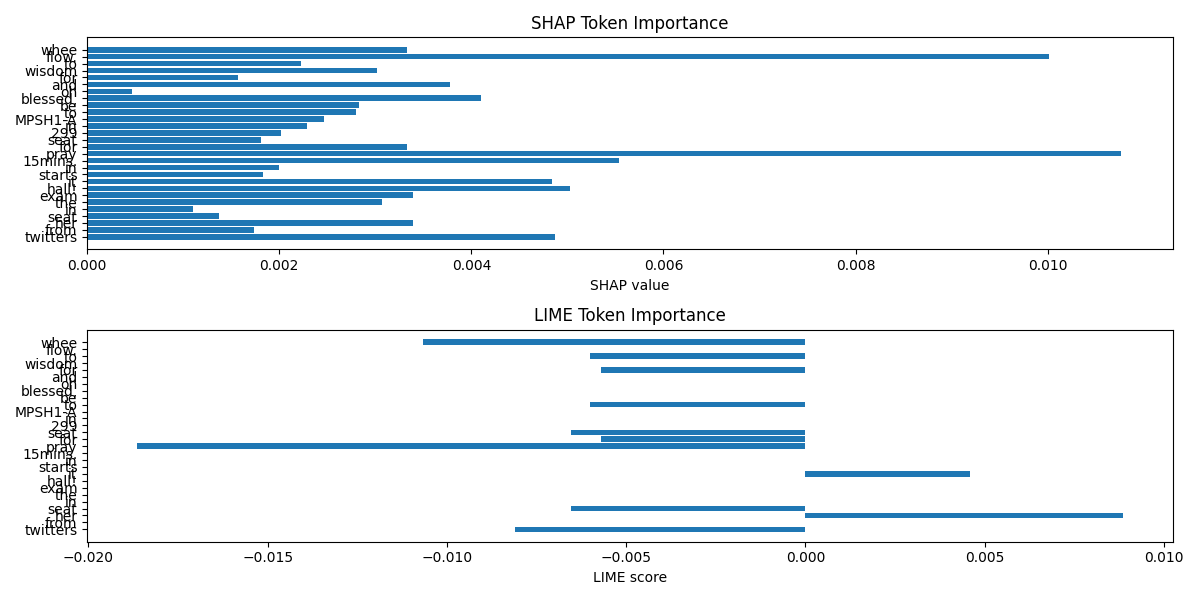 SHAP Token Importance
whee
flow.
to
wisdom
for
and
on
blessed.
be
to
MPSH1-A
in
299
seat
for
pray
15mins.
in
starts
it
hall!
exam
the
in
seat
her
from
twitters
0.000 0.002 0.004 0.006 0.008 0.010
SHAP value
LIME Token Importance
whee
flow.
to
wisdom
for
and
on
blessed.
be
to
MPSH1-A
in
299
seat
for
pray
15mins.
in
starts
it
hall!
exam
the
in
seat
her
from
twitters
−0.020 −0.015 −0.010 −0.005 0.000 0.005 0.010
LIME score